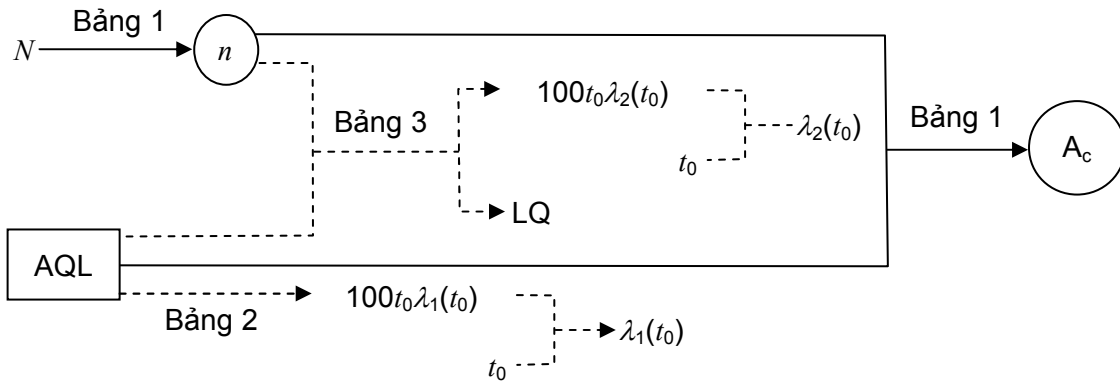 Bảng 1
N
n
100t₀λ₂(t₀)
Bảng 3
λ₂(t₀)
Bảng 1
t₀
A_c
LQ
AQL
100t₀λ₁(t₀)
Bảng 2
λ₁(t₀)
t₀